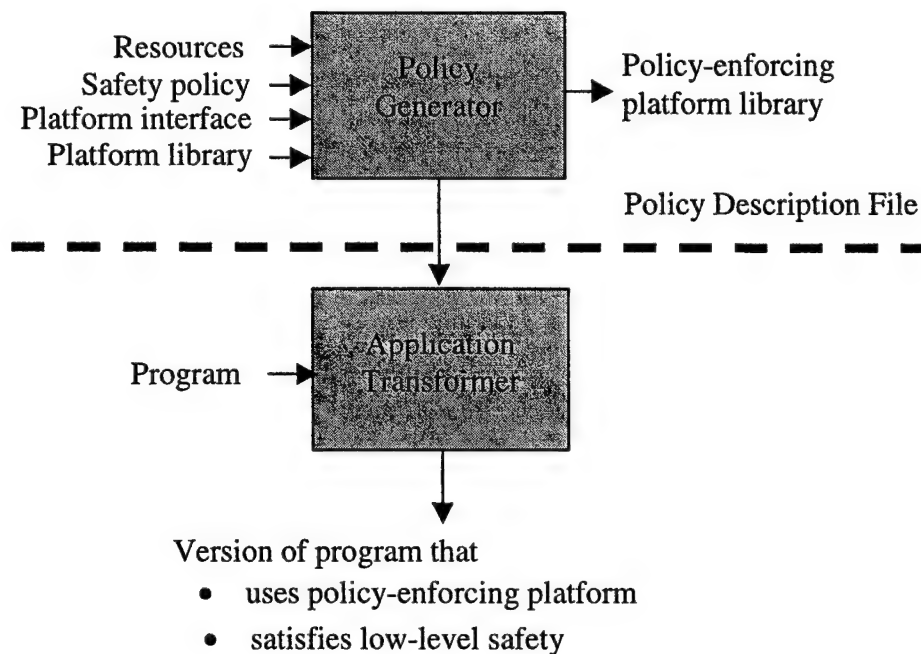 Resources
Safety policy
Platform interface
Platform library
Policy
Generator
Policy-enforcing
platform library
Policy Description File
Program
Application
Transformer
Version of program that
• uses policy-enforcing platform
• satisfies low-level safety